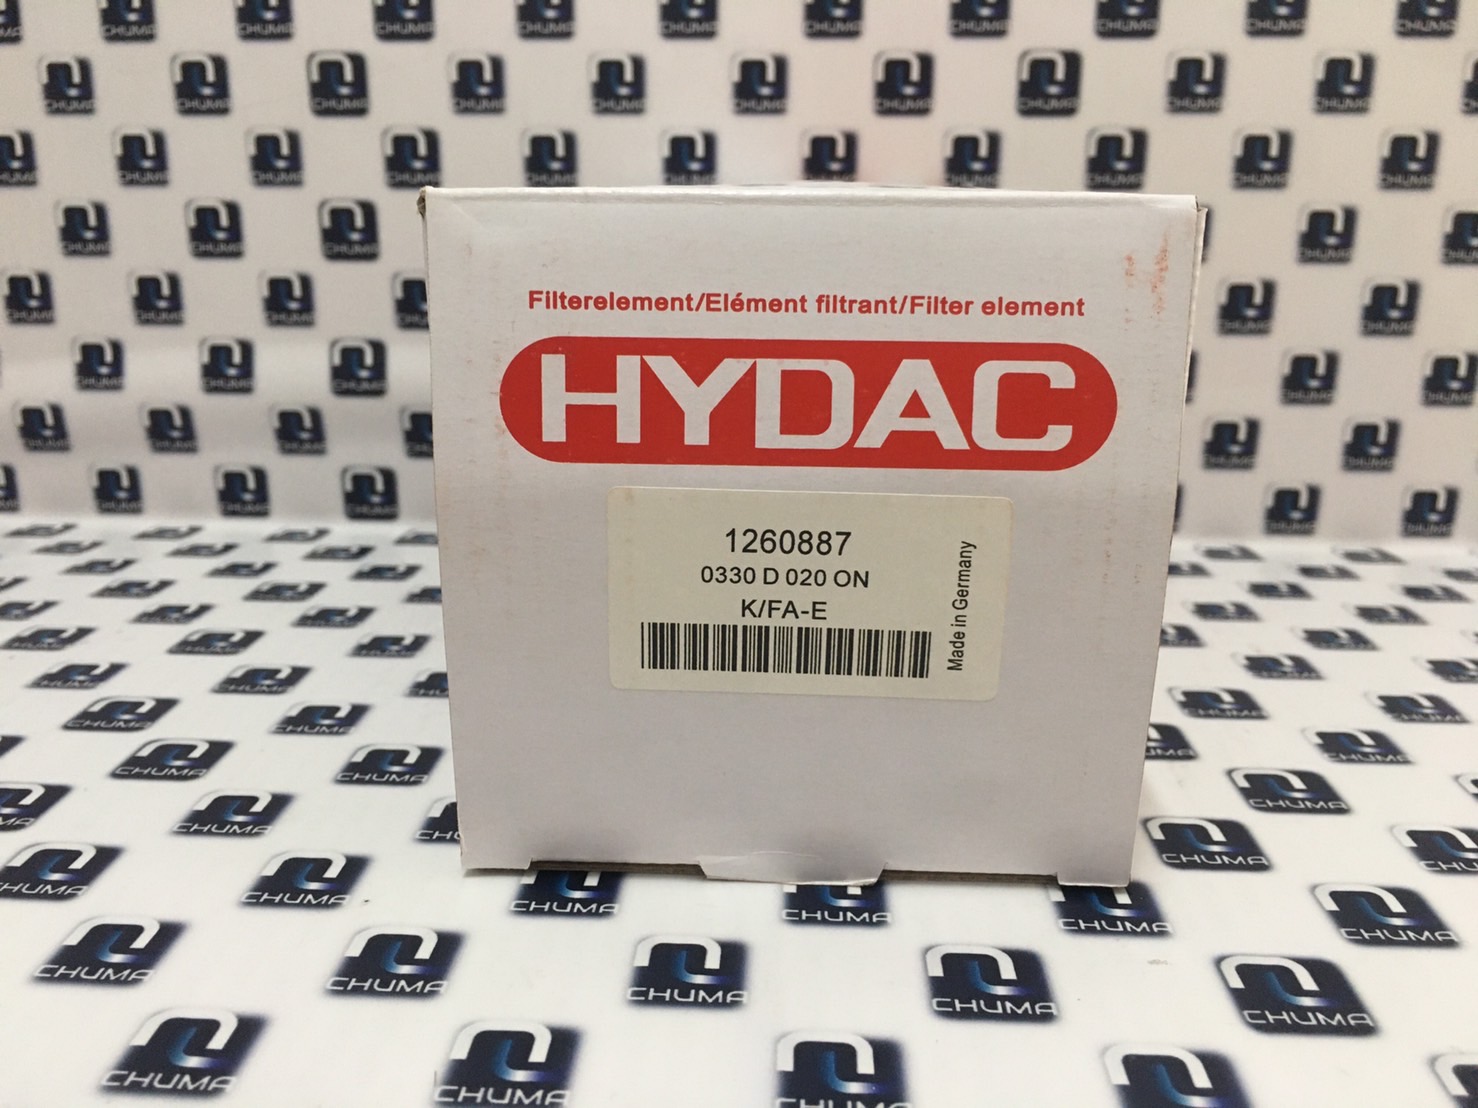 Filterelement/Elément filtrant/Filter element
HYDAC
1260887
0330 D 020 ON
K/FA-E
Made in Germany
CHUMA